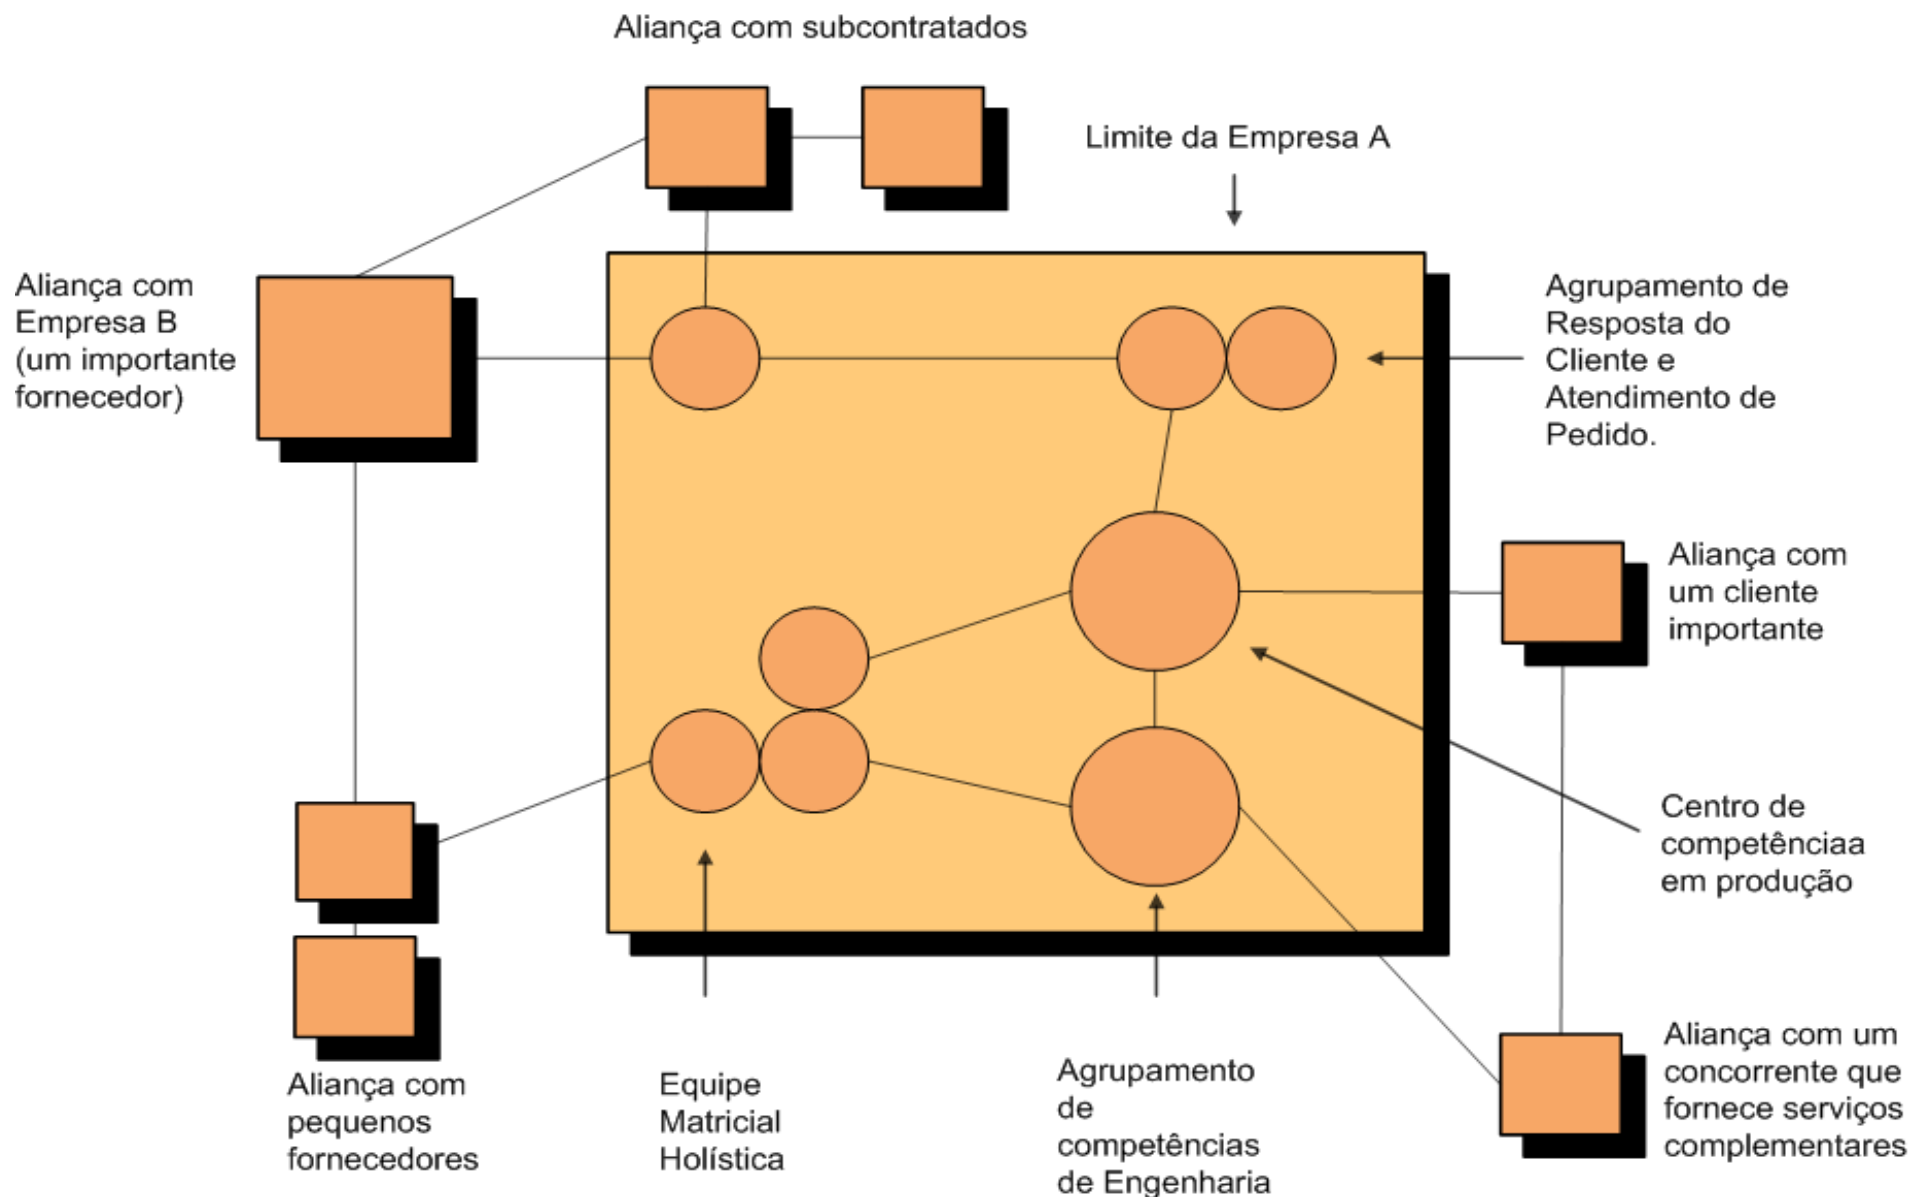 Aliança com subcontratados
Limite da Empresa A
Aliança com
Empresa B
(um importante
fornecedor)
Agrupamento de
Resposta do
Cliente e
Atendimento de
Pedido.
Aliança com
um cliente
importante
Centro de
competênciaa
em produção
Aliança com
pequenos
fornecedores
Equipe
Matricial
Holística
Agrupamento
de
competências
de Engenharia
Aliança com um
concorrente que
fornece serviços
complementares